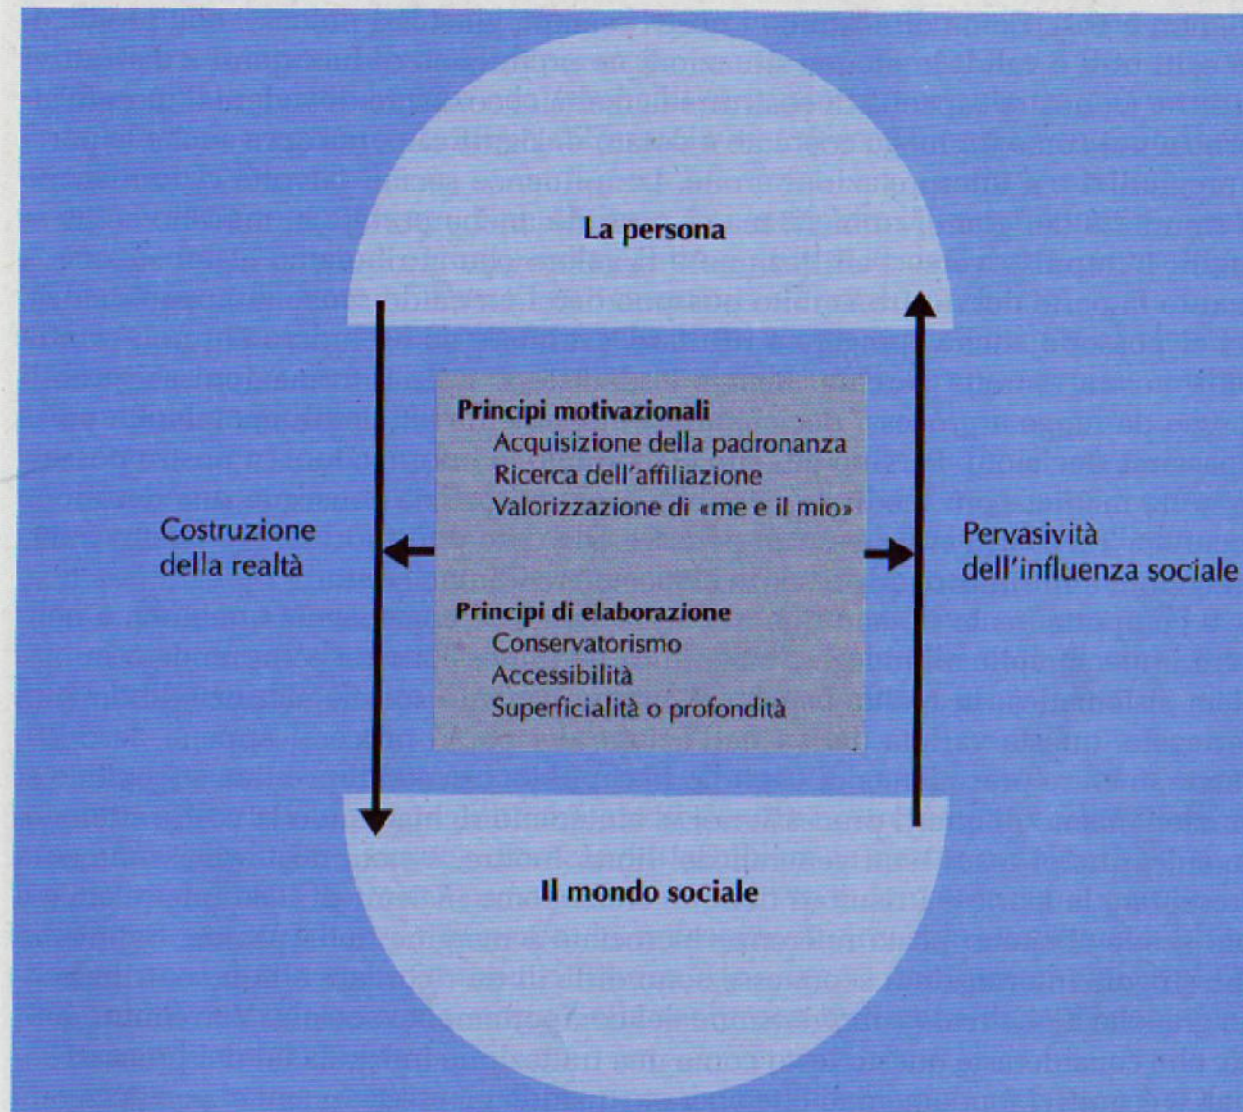 La persona
Principi motivazionali
Acquisizione della padronanza
Ricerca dell'affiliazione
Valorizzazione di «me e il mio»
Costruzione
della realtà
Pervasività
dell'influenza sociale
Principi di elaborazione
Conservatorismo
Accessibilità
Superficialità o profondità
Il mondo sociale